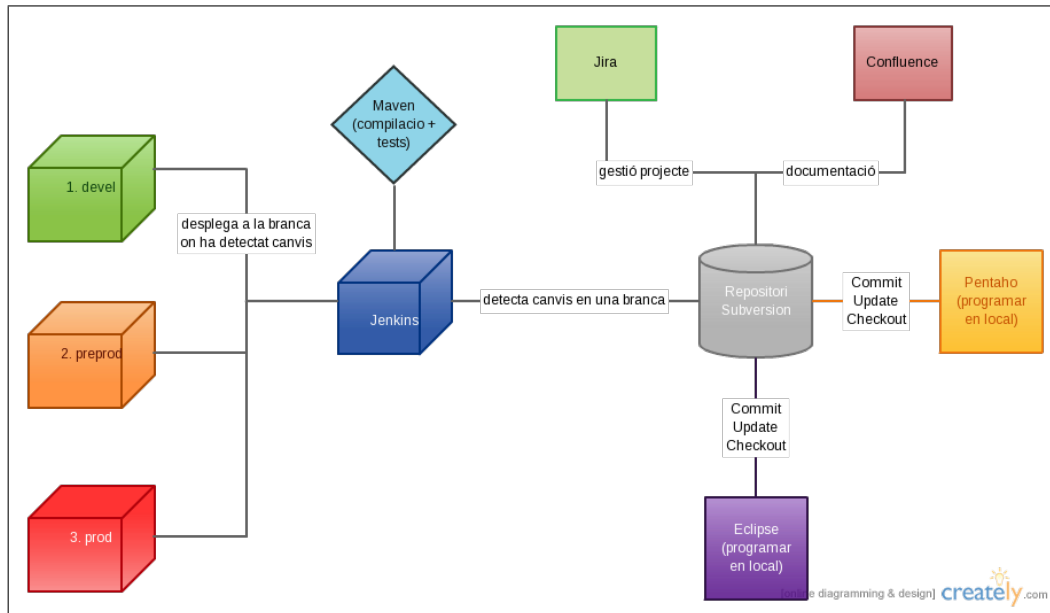 Jira
Confluence
Maven
(compilacio +
tests)
1. devel
gestió projecte
documentació
desplega a la branca
on ha detectat canvis
Jenkins
detecta canvis en una branca
Repositori
Subversion
Commit
Update
Checkout
Pentaho
(programar
en local)
2. preprod
Commit
Update
Checkout
3. prod
Eclipse
(programar
en local)
[online diagramming & design] creately.com